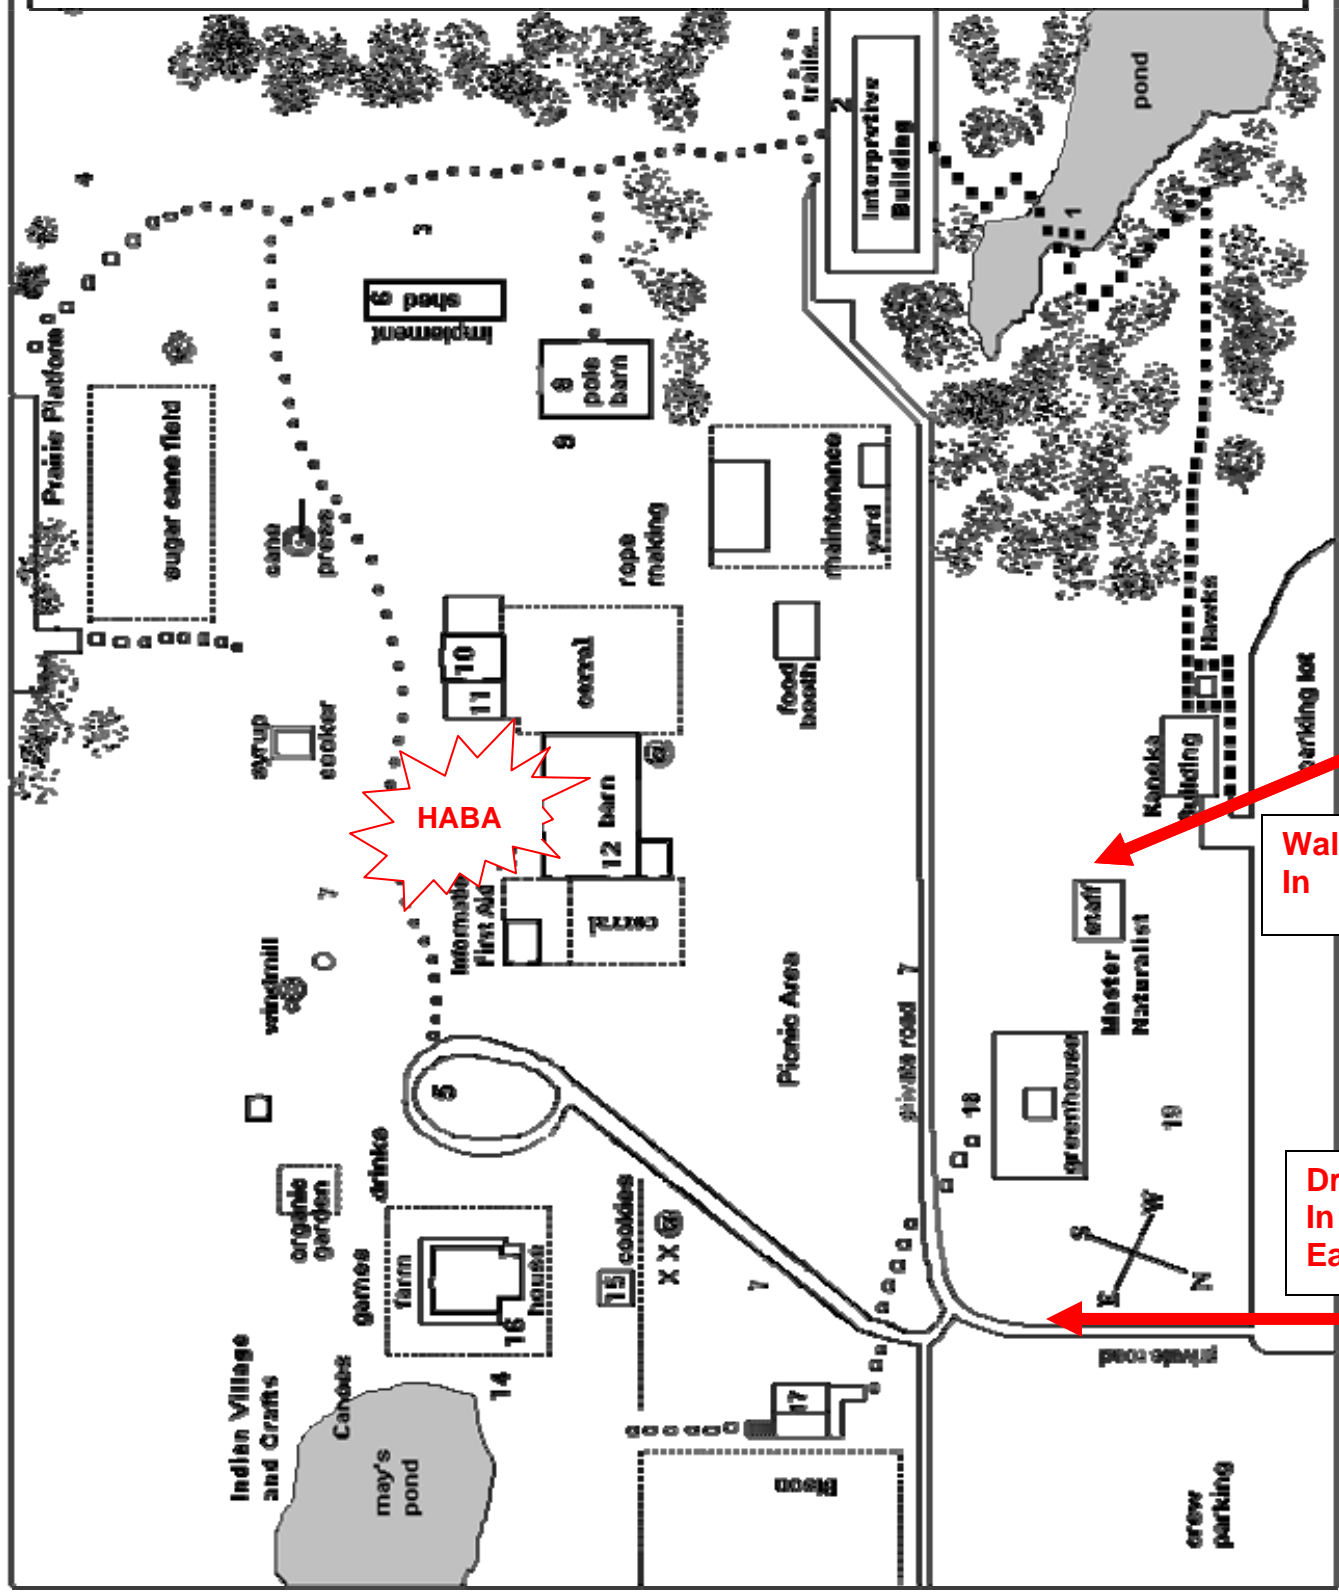 trails
2
Interpretive
Building
pond
1
4
3
shed
implement
Prairie Platform
sugar cane field
8
pole
barn
9
cane
press
rope
making
maintenance
yard
10
11
corral
food
booth
Hawks
syrup
cooker
HABA
barn
12
Kaneka
Building
parking lot
Wal
In
7
First Aid
corral
staff
Master
Naturalist
windmill
Picnic Area
private road
7
5
18
greenhouse
19
drinks
organic
garden
games
farm
house
16
15
cookies
X X @
7
S
W
E
N
Dr
In
Ea
private road
Indian Village
and Crafts
Canoes
14
may's
pond
17
Bison
crew
parking